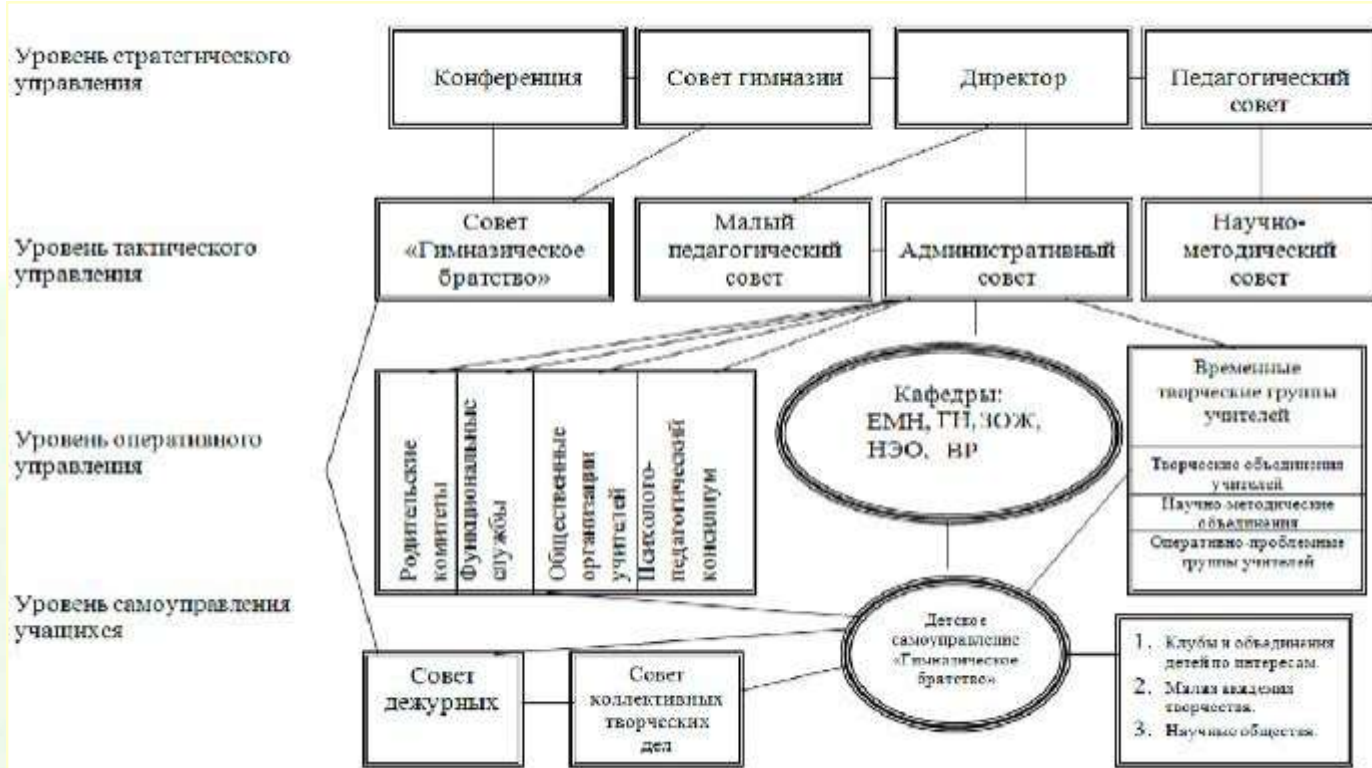 Уровень стратегического
управления
Конференция
Совет гимназии
Директор
Педагогический
совет
Уровень тактического
управления
Совет
«Гимназическое
братство»
Малый
педагогический
совет
Административный
совет
Научно-
методический
совет
Уровень оперативного
управления
Родительские
комитеты
Функциональные
службы
Общественные
организации
учителей
Психолого-
педагогический
консилиум
Кафедры:
ЕМН, ГН, ЗОЖ,
НЭО, ВР
Временные
творческие группы
учителей
Творческие объединения
учителей
Научно-методические
объединения
Оперативно-проблемные
группы учителей
Уровень самоуправления
учащихся
Совет
дежурных
Совет
коллективных
творческих
дел
Детское
самоуправление
«Гимназическое
братство»
1. Клубы и объединения
детей по интересам.
2. Малая академия
творчества.
3. Научные общества.